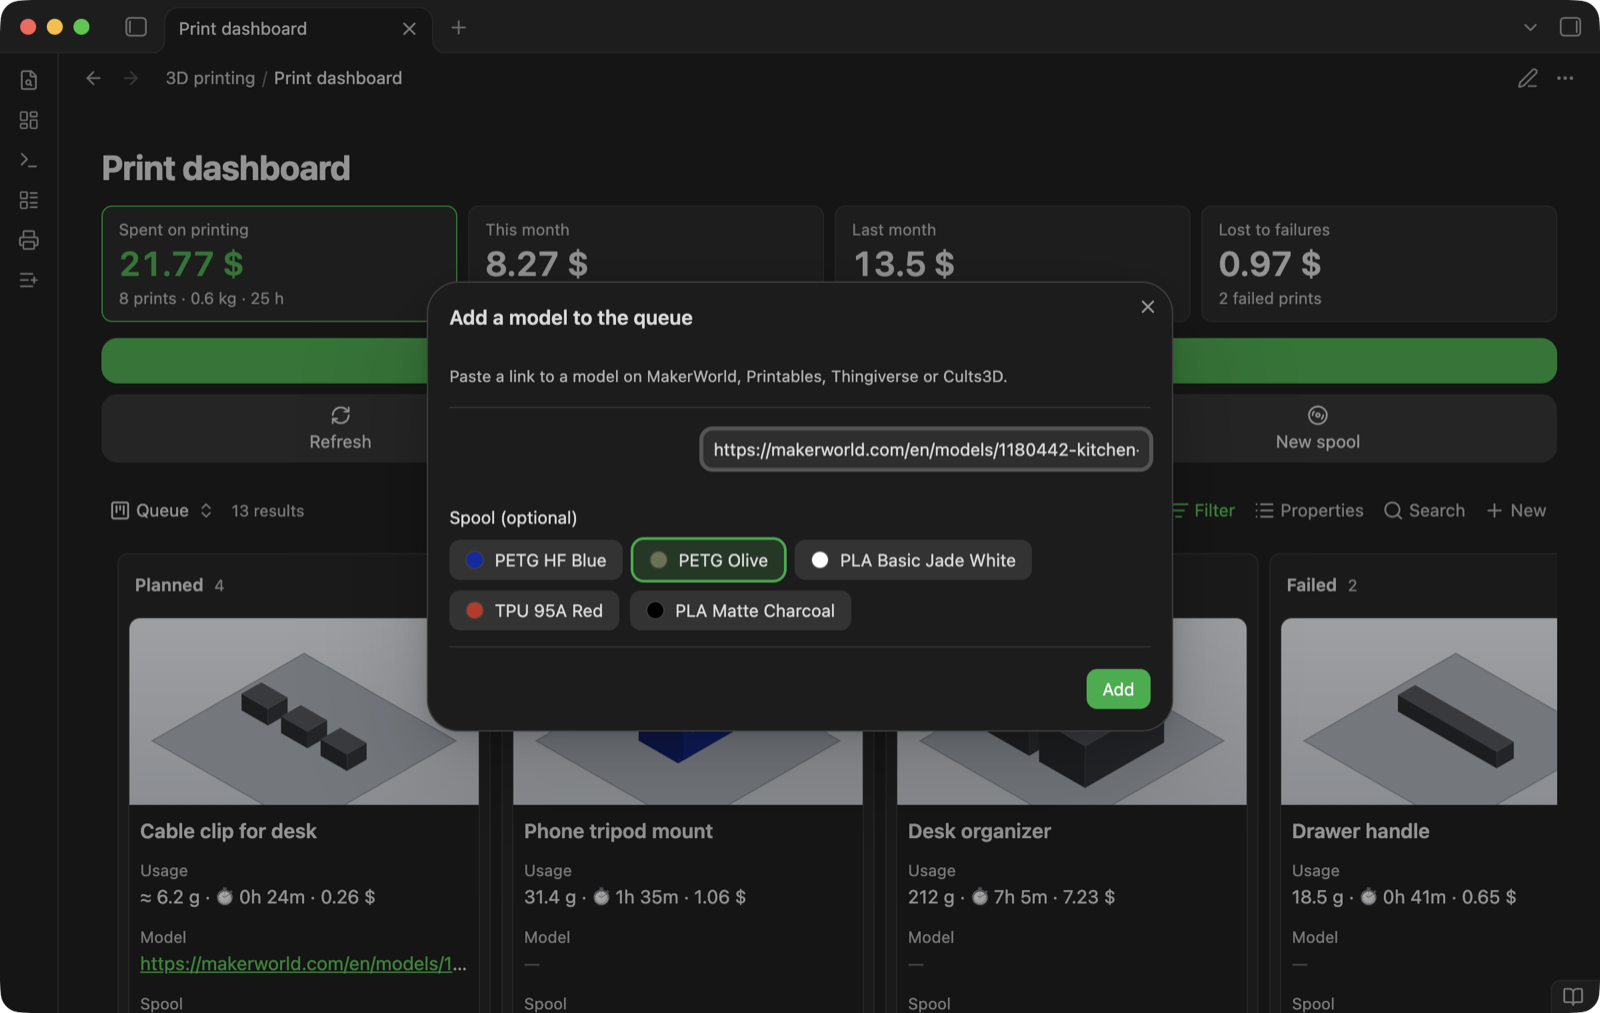 Print dashboard
3D printing / Print dashboard
Print dashboard
Spent on printing
21.77 $
8 prints · 0.6 kg · 25 h
This month
8.27 $
Last month
13.5 $
Lost to failures
0.97 $
2 failed prints
Add a model to the queue
Paste a link to a model on MakerWorld, Printables, Thingiverse or Cults3D.
https://makerworld.com/en/models/1180442-kitchen-
Spool (optional)
PETG HF Blue
PETG Olive
PLA Basic Jade White
TPU 95A Red
PLA Matte Charcoal
Add
Refresh
New spool
Queue
13 results
Filter
Properties
Search
New
Planned 4
Failed 2
Cable clip for desk
Usage
≈ 6.2 g · ⏱ 0h 24m · 0.26 $
Model
https://makerworld.com/en/models/1...
Spool
Phone tripod mount
Usage
31.4 g · ⏱ 1h 35m · 1.06 $
Model
—
Spool
Desk organizer
Usage
212 g · ⏱ 7h 5m · 7.23 $
Model
—
Spool
Drawer handle
Usage
18.5 g · ⏱ 0h 41m · 0.65 $
Model
—
Spool